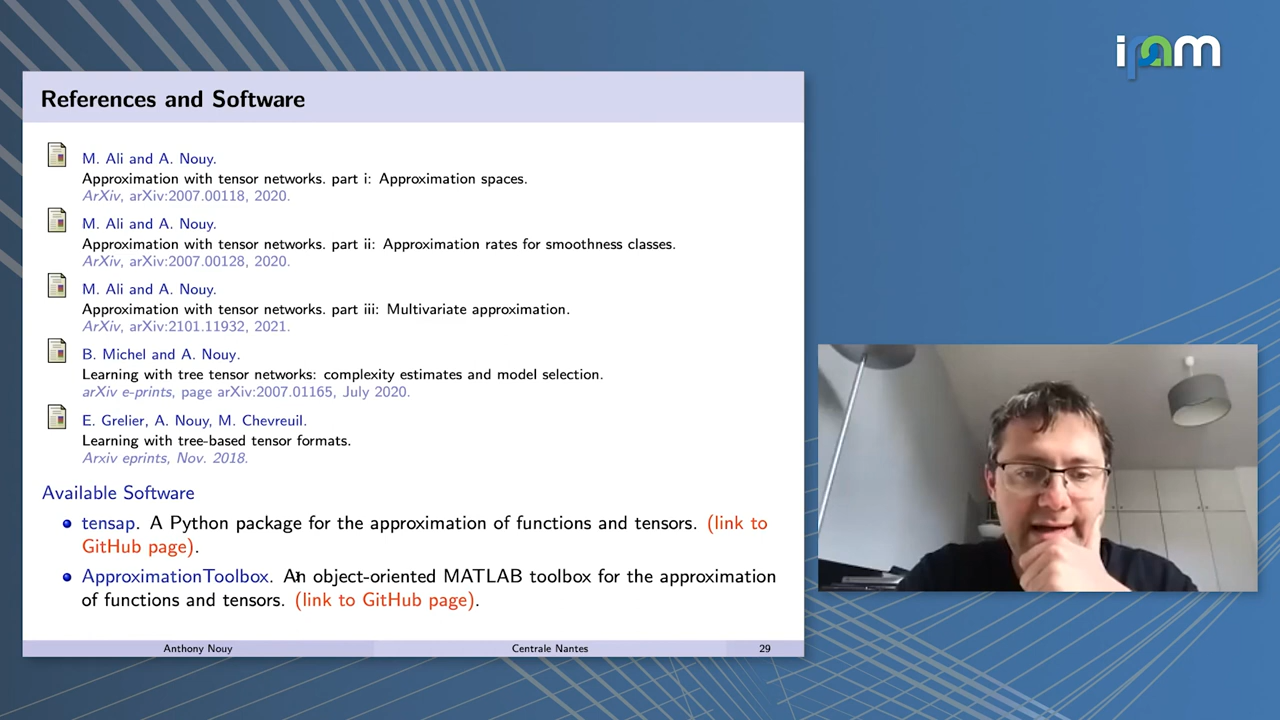 ipam
References and Software
M. Ali and A. Nouy.
Approximation with tensor networks. part i: Approximation spaces.
ArXiv, arXiv:2007.00118, 2020.
M. Ali and A. Nouy.
Approximation with tensor networks. part ii: Approximation rates for smoothness classes.
ArXiv, arXiv:2007.00128, 2020.
M. Ali and A. Nouy.
Approximation with tensor networks. part iii: Multivariate approximation.
ArXiv, arXiv:2101.11932, 2021.
B. Michel and A. Nouy.
Learning with tree tensor networks: complexity estimates and model selection.
arXiv e-prints, page arXiv:2007.01165, July 2020.
E. Grelier, A. Nouy, M. Chevreuil.
Learning with tree-based tensor formats.
Arxiv eprints, Nov. 2018.
Available Software
tensap. A Python package for the approximation of functions and tensors. (link to
GitHub page).
ApproximationToolbox. An object-oriented MATLAB toolbox for the approximation
of functions and tensors. (link to GitHub page).
Anthony Nouy
Centrale Nantes
29